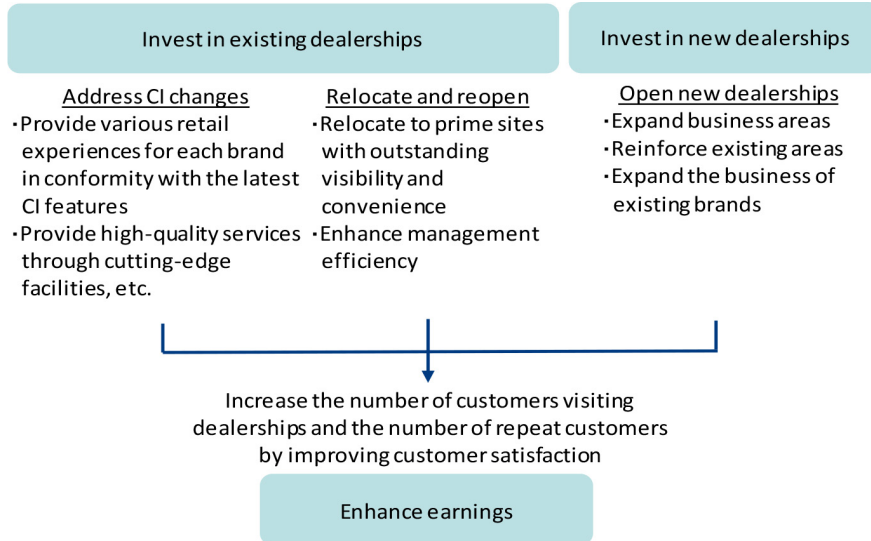 Invest in existing dealerships
Invest in new dealerships
Address CI changes
・Provide various retail
experiences for each brand
in conformity with the latest
CI features
・Provide high-quality services
through cutting-edge
facilities, etc.
Relocate and reopen
・Relocate to prime sites
with outstanding
visibility and
convenience
・Enhance management
efficiency
Open new dealerships
・Expand business areas
・Reinforce existing areas
・Expand the business of
existing brands
Increase the number of customers visiting
dealerships and the number of repeat customers
by improving customer satisfaction
Enhance earnings